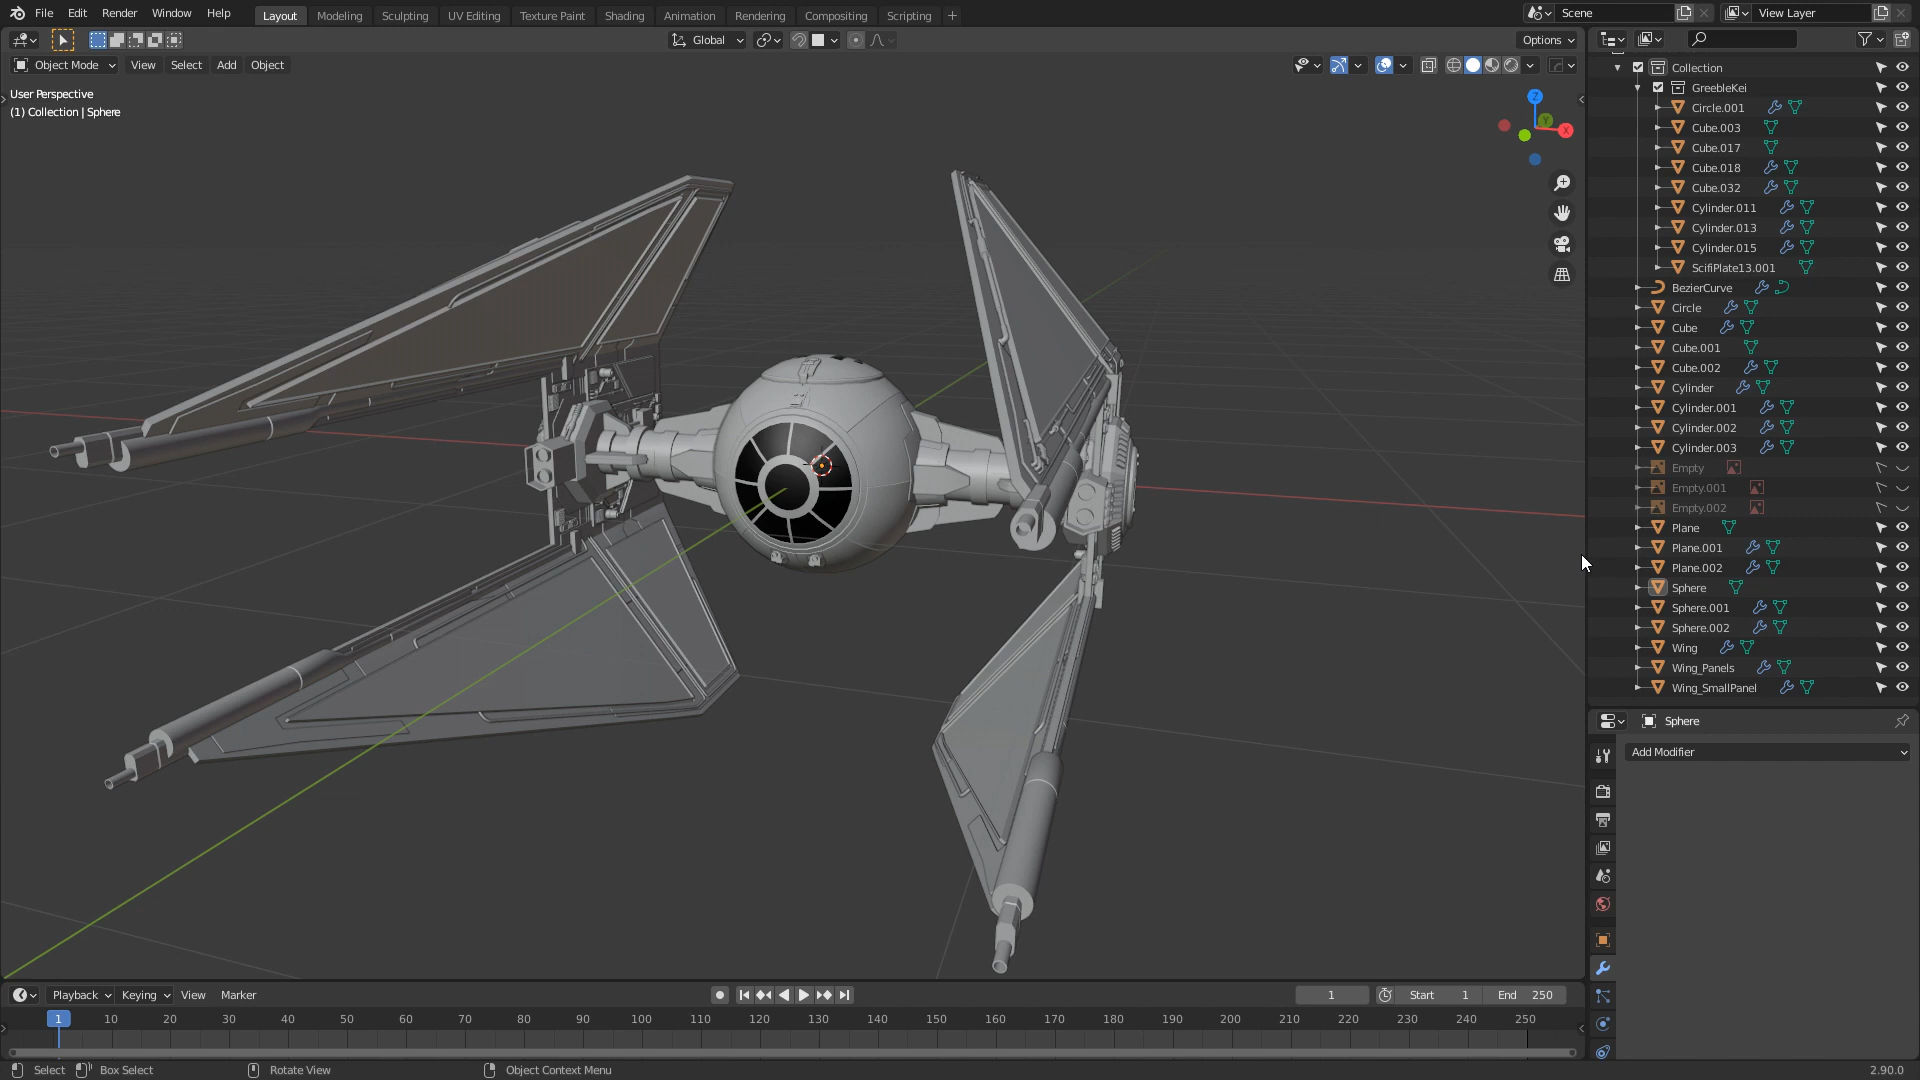 File Edit Render Window Help Layout Modeling Sculpting UV Editing Texture Paint Shading Animation Rendering Compositing Scripting + Scene View Layer
Global Options
Object Mode View Select Add Object
User Perspective
(1) Collection | Sphere
Z
Y
X
Collection
GreebleKei
Circle.001
Cube.003
Cube.017
Cube.018
Cube.032
Cylinder.011
Cylinder.013
Cylinder.015
ScifiPlate13.001
BezierCurve
Circle
Cube
Cube.001
Cube.002
Cylinder
Cylinder.001
Cylinder.002
Cylinder.003
Empty
Empty.001
Empty.002
Plane
Plane.001
Plane.002
Sphere
Sphere.001
Sphere.002
Wing
Wing_Panels
Wing_SmallPanel
Sphere
Add Modifier
Playback Keying View Marker 1 Start 1 End 250
1 10 20 30 40 50 60 70 80 90 100 110 120 130 140 150 160 170 180 190 200 210 220 230 240 250
Select Box Select Rotate View Object Context Menu 2.90.0